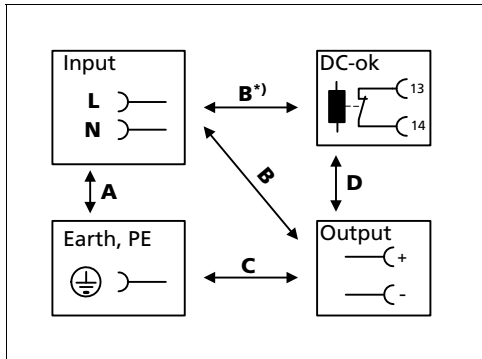 Input
L
N
B*)
DC-ok
13
14
A
B
D
Earth, PE
C
Output
+
-